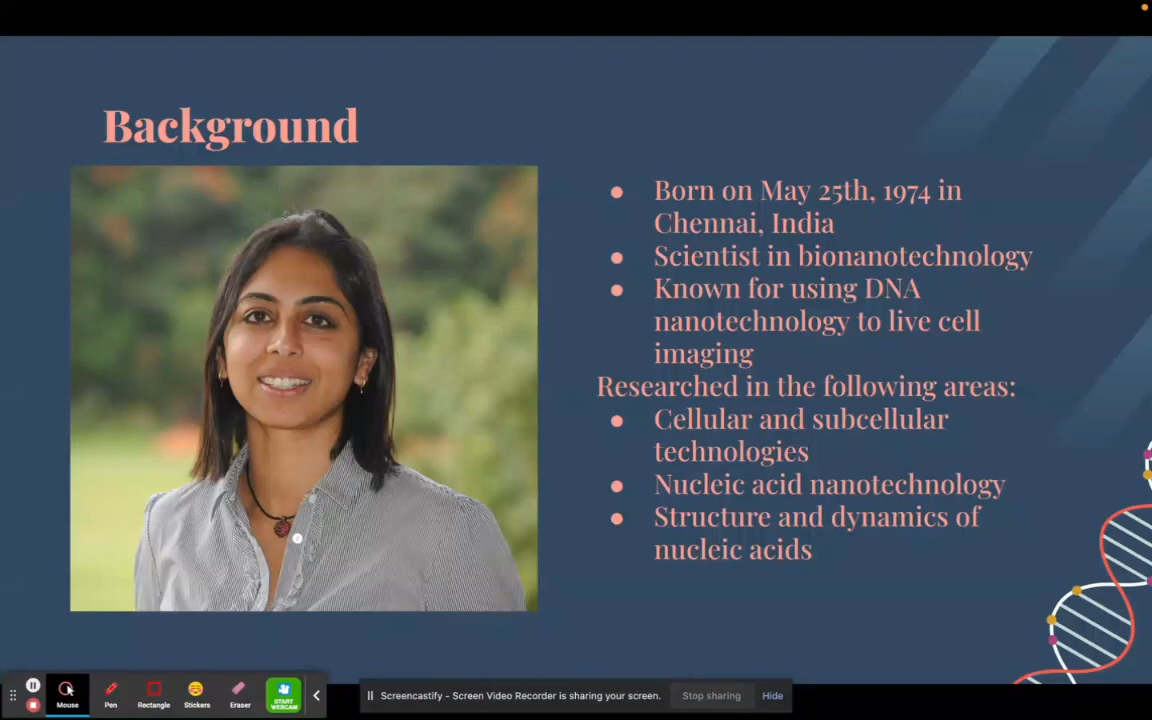 Background
Born on May 25th, 1974 in
Chennai, India
Scientist in bionanotechnology
Known for using DNA
nanotechnology to live cell
imaging
Researched in the following areas:
Cellular and subcellular
technologies
Nucleic acid nanotechnology
Structure and dynamics of
nucleic acids
Mouse
Pen
Rectangle
Stickers
Eraser
START
WEBCAM
Screencastify - Screen Video Recorder is sharing your screen.
Stop sharing
Hide